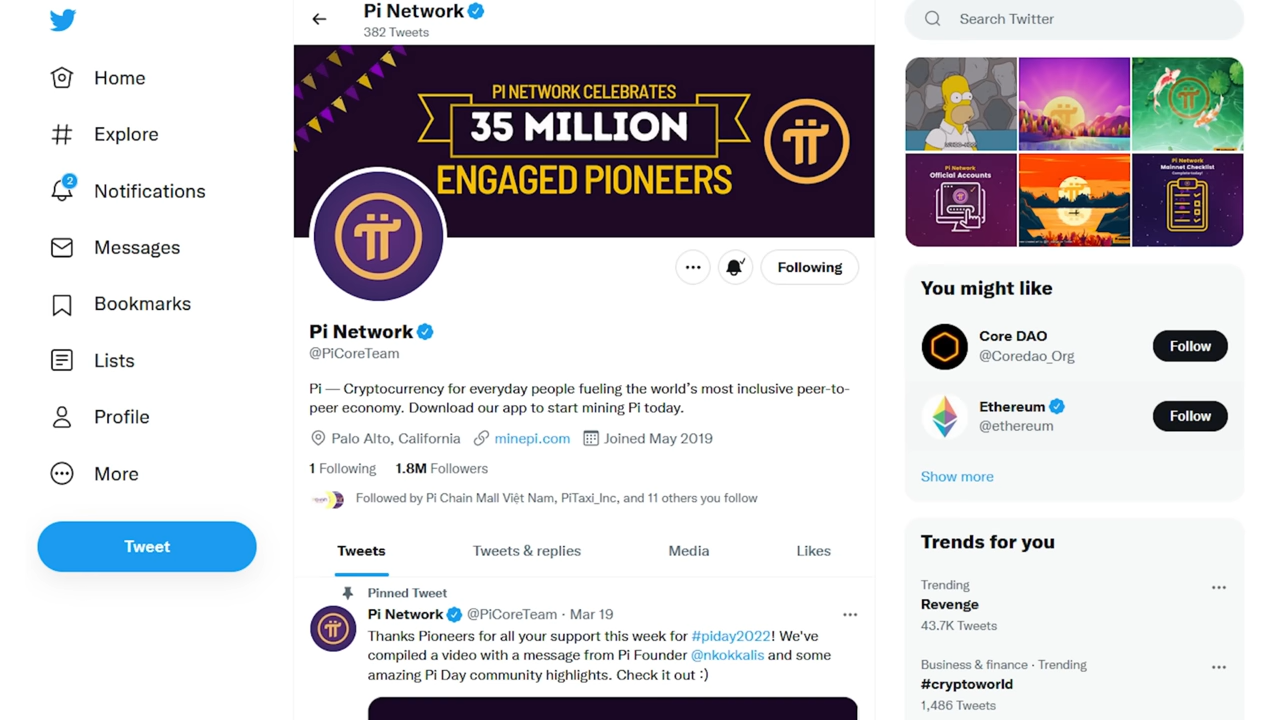 Home
Explore
2
Notifications
Messages
Bookmarks
Lists
Profile
More
Tweet
Pi Network
382 Tweets
PI NETWORK CELEBRATES
35 MILLION
ENGAGED PIONEERS
Following
Pi Network
@PiCoreTeam
Pi — Cryptocurrency for everyday people fueling the world's most inclusive peer-to-
peer economy. Download our app to start mining Pi today.
Palo Alto, California minepi.com Joined May 2019
1 Following 1.8M Followers
Followed by Pi Chain Mall Việt Nam, PiTaxi_Inc, and 11 others you follow
Tweets Tweets & replies Media Likes
Pinned Tweet
Pi Network @PiCoreTeam · Mar 19
Thanks Pioneers for all your support this week for #piday2022! We've
compiled a video with a message from Pi Founder @nkokkalis and some
amazing Pi Day community highlights. Check it out :)
Search Twitter
Pi Network
Official Accounts
Pi Network
Mainnet Checklist
Complete today!
You might like
Core DAO
@Coredao_Org
Follow
Ethereum
@ethereum
Follow
Show more
Trends for you
Trending
Revenge
43.7K Tweets
Business & finance · Trending
#cryptoworld
1,486 Tweets